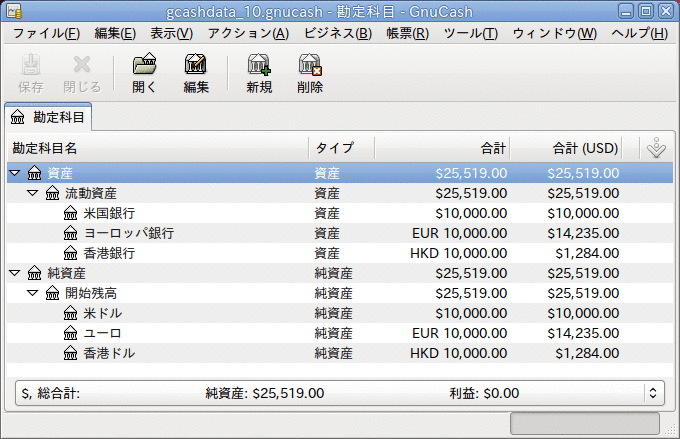 gcashdata_10.gnucash - 勘定科目 - GnuCash
ファイル(F) 編集(E) 表示(V) アクション(A) ビジネス(B) 帳票(R) ツール(T) ウィンドウ(W) ヘルプ(H)
保存 閉じる 開く 編集 新規 削除
勘定科目
勘定科目名 タイプ 合計 合計 (USD)
資産 資産 $25,519.00 $25,519.00
流動資産 資産 $25,519.00 $25,519.00
米国銀行 資産 $10,000.00 $10,000.00
ヨーロッパ銀行 資産 EUR 10,000.00 $14,235.00
香港銀行 資産 HKD 10,000.00 $1,284.00
純資産 純資産 $25,519.00 $25,519.00
開始残高 純資産 $25,519.00 $25,519.00
米ドル 純資産 $10,000.00 $10,000.00
ユーロ 純資産 EUR 10,000.00 $14,235.00
香港ドル 純資産 HKD 10,000.00 $1,284.00
$, 総合計: 純資産: $25,519.00 利益: $0.00